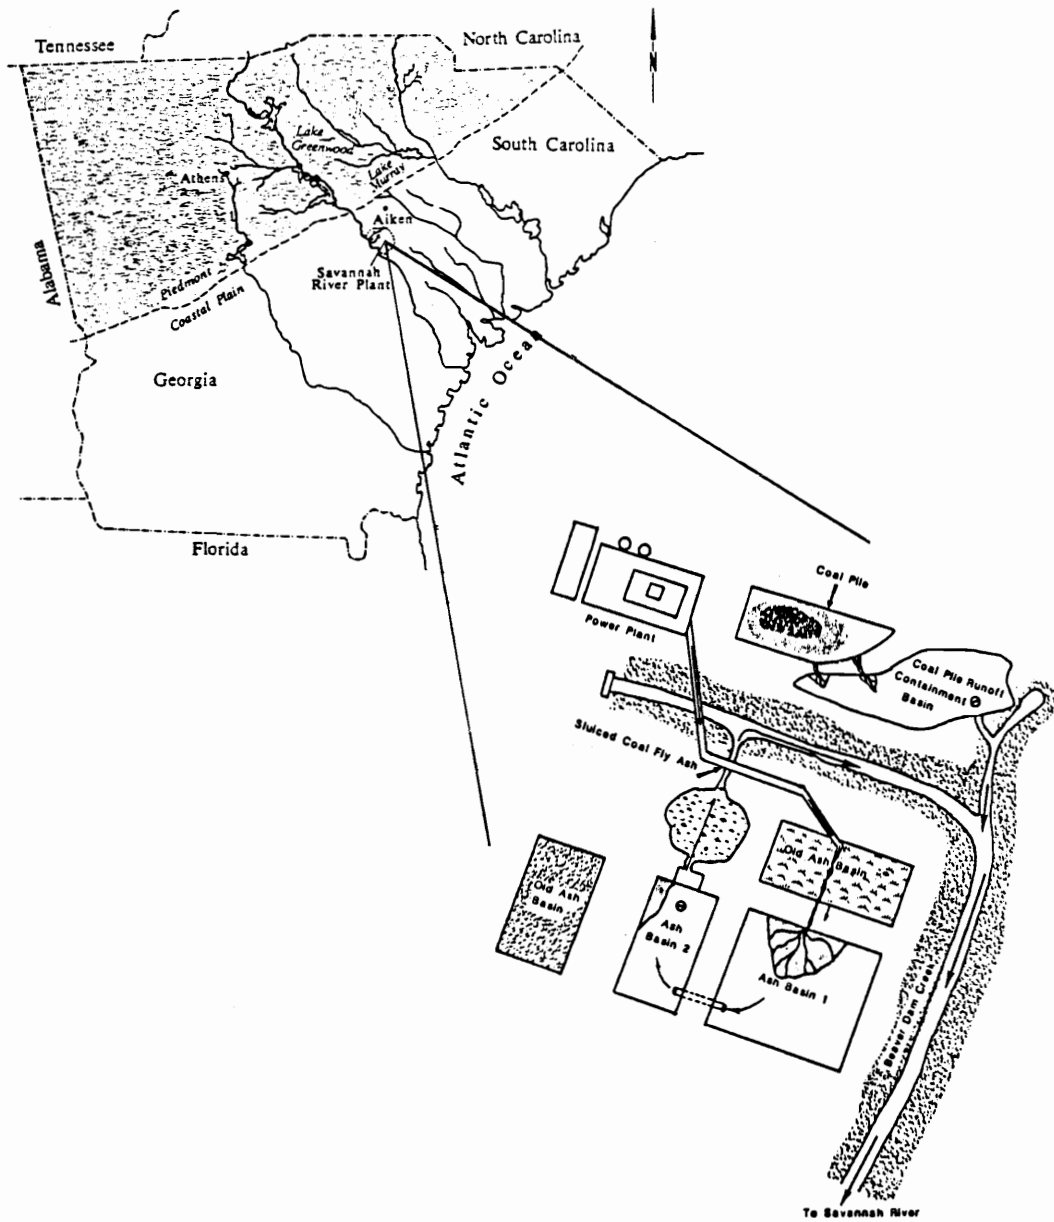 Tennessee
North Carolina
N
South Carolina
Lake
Greenwood
Lake
Murray
Athens
Aiken
Alabama
Savannah
River Plant
Piedmont
Coastal Plain
Georgia
Atlantic Ocean
Florida
Coal Pile
Power Plant
Coal Pile Runoff
Containment
Basin
Sluiced Coal Fly Ash
Old Ash Basin
Old Ash
Basin
Ash
Basin 2
Ash Basin 1
Beaver Dam Creek
To Savannah River